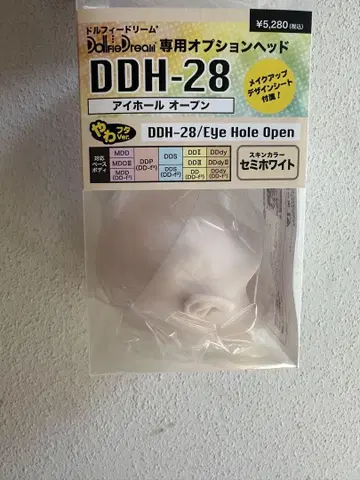 ¥5,280(税込)
ドルフィードリーム®
DollfieDream® 専用オプションヘッド
DDH-28
アイホール オープン
メイクアップ
デザインシート
付属!
やわ
フタ
Ver.
DDH-28/Eye Hole Open
対応
ベース
ボディ
MDD
MDDⅡ
MDD
(DD-f³)
DDP
(DD-f³)
DDS
DDS
(DD-f³)
DDⅡ
DDⅢ
DD
(DD-f³)
DDdy
DDdyⅡ
DDdy
(DD-f³)
スキンカラー
セミホワイト